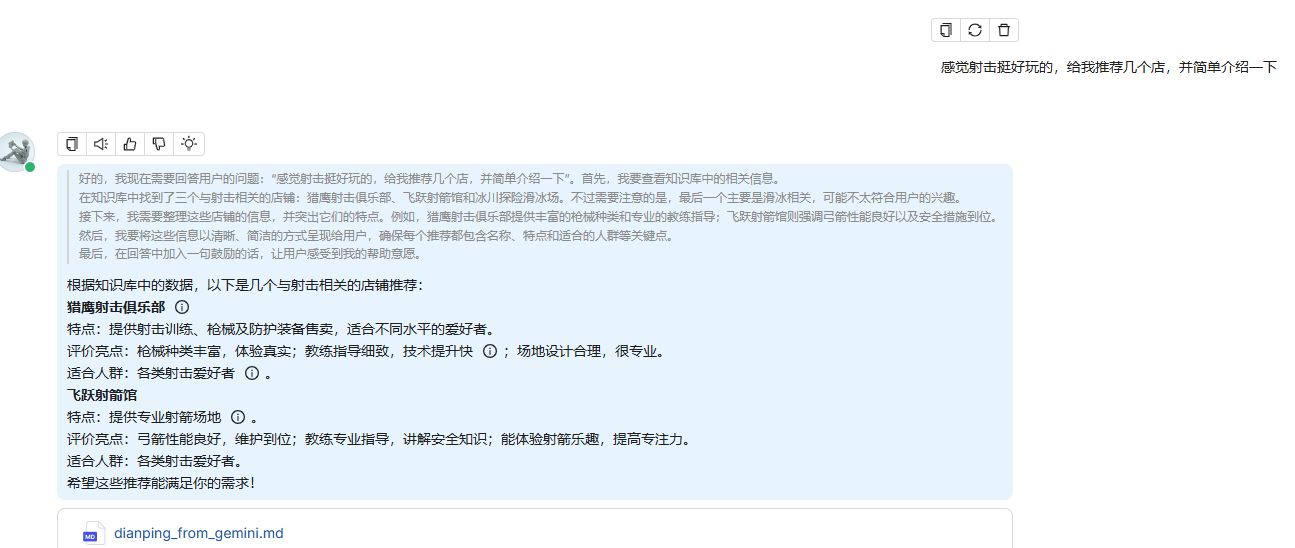 感觉射击挺好玩的，给我推荐几个店，并简单介绍一下
好的，我现在需要回答用户的问题：“感觉射击挺好玩的，给我推荐几个店，并简单介绍一下”。首先，我要查看知识库中的相关信息。
在知识库中找到了三个与射击相关的店铺：猎鹰射击俱乐部、飞跃射箭馆和冰川探险滑冰场。不过需要注意的是，最后一个主要是滑冰相关，可能不太符合用户的兴趣。
接下来，我需要整理这些店铺的信息，并突出它们的特点。例如，猎鹰射击俱乐部提供丰富的枪械种类和专业的教练指导；飞跃射箭馆则强调弓箭性能良好以及安全措施到位。
然后，我要将这些信息以清晰、简洁的方式呈现给用户，确保每个推荐都包含名称、特点和适合的人群等关键点。
最后，在回答中加入一句鼓励的话，让用户感受到我的帮助意愿。
根据知识库中的数据，以下是几个与射击相关的店铺推荐：
猎鹰射击俱乐部
特点：提供射击训练、枪械及防护装备售卖，适合不同水平的爱好者。
评价亮点：枪械种类丰富，体验真实；教练指导细致，技术提升快 ；场地设计合理，很专业。
适合人群：各类射击爱好者 。
飞跃射箭馆
特点：提供专业射箭场地 。
评价亮点：弓箭性能良好，维护到位；教练专业指导，讲解安全知识；能体验射箭乐趣，提高专注力。
适合人群：各类射击爱好者。
希望这些推荐能满足你的需求！
MD dianping_from_gemini.md